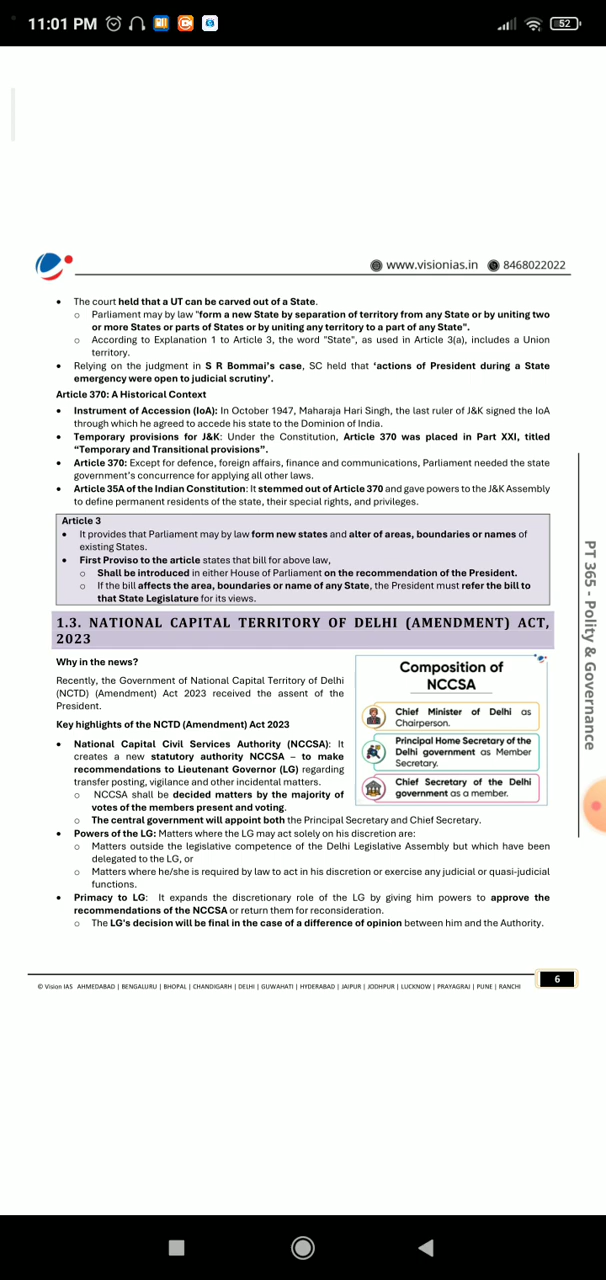 11:01 PM
52
www.visionias.in 8468022022
• The court held that a UT can be carved out of a State.
o Parliament may by law "form a new State by separation of territory from any State or by uniting two
or more States or parts of States or by uniting any territory to a part of any State".
o According to Explanation 1 to Article 3, the word "State", as used in Article 3(a), includes a Union
territory.
• Relying on the judgment in S R Bommai's case, SC held that 'actions of President during a State
emergency were open to judicial scrutiny'.
Article 370: A Historical Context
• Instrument of Accession (IoA): In October 1947, Maharaja Hari Singh, the last ruler of J&K signed the IoA
through which he agreed to accede his state to the Dominion of India.
• Temporary provisions for J&K: Under the Constitution, Article 370 was placed in Part XXI, titled
"Temporary and Transitional provisions".
• Article 370: Except for defence, foreign affairs, finance and communications, Parliament needed the state
government's concurrence for applying all other laws.
• Article 35A of the Indian Constitution: It stemmed out of Article 370 and gave powers to the J&K Assembly
to define permanent residents of the state, their special rights, and privileges.
Article 3
• It provides that Parliament may by law form new states and alter of areas, boundaries or names of
existing States.
• First Proviso to the article states that bill for above law,
o Shall be introduced in either House of Parliament on the recommendation of the President.
o If the bill affects the area, boundaries or name of any State, the President must refer the bill to
that State Legislature for its views.
1.3. NATIONAL CAPITAL TERRITORY OF DELHI (AMENDMENT) ACT,
2023
Why in the news?
Recently, the Government of National Capital Territory of Delhi
(NCTD) (Amendment) Act 2023 received the assent of the
President.
Key highlights of the NCTD (Amendment) Act 2023
• National Capital Civil Services Authority (NCCSA): It
creates a new statutory authority NCCSA – to make
recommendations to Lieutenant Governor (LG) regarding
transfer posting, vigilance and other incidental matters.
o NCCSA shall be decided matters by the majority of
votes of the members present and voting.
o The central government will appoint both the Principal Secretary and Chief Secretary.
Composition of
NCCSA
Chief Minister of Delhi as
Chairperson.
Principal Home Secretary of the
Delhi government as Member
Secretary.
Chief Secretary of the Delhi
government as a member.
• Powers of the LG: Matters where the LG may act solely on his discretion are:
o Matters outside the legislative competence of the Delhi Legislative Assembly but which have been
delegated to the LG, or
o Matters where he/she is required by law to act in his discretion or exercise any judicial or quasi-judicial
functions.
• Primacy to LG: It expands the discretionary role of the LG by giving him powers to approve the
recommendations of the NCCSA or return them for reconsideration.
o The LG's decision will be final in the case of a difference of opinion between him and the Authority.
PT 365 - Polity & Governance
© Vision IAS AHMEDABAD | BENGALURU | BHOPAL | CHANDIGARH | DELHI | GUWAHATI | HYDERABAD | JAIPUR | JODHPUR | LUCKNOW | PRAYAGRAJ | PUNE | RANCHI
6